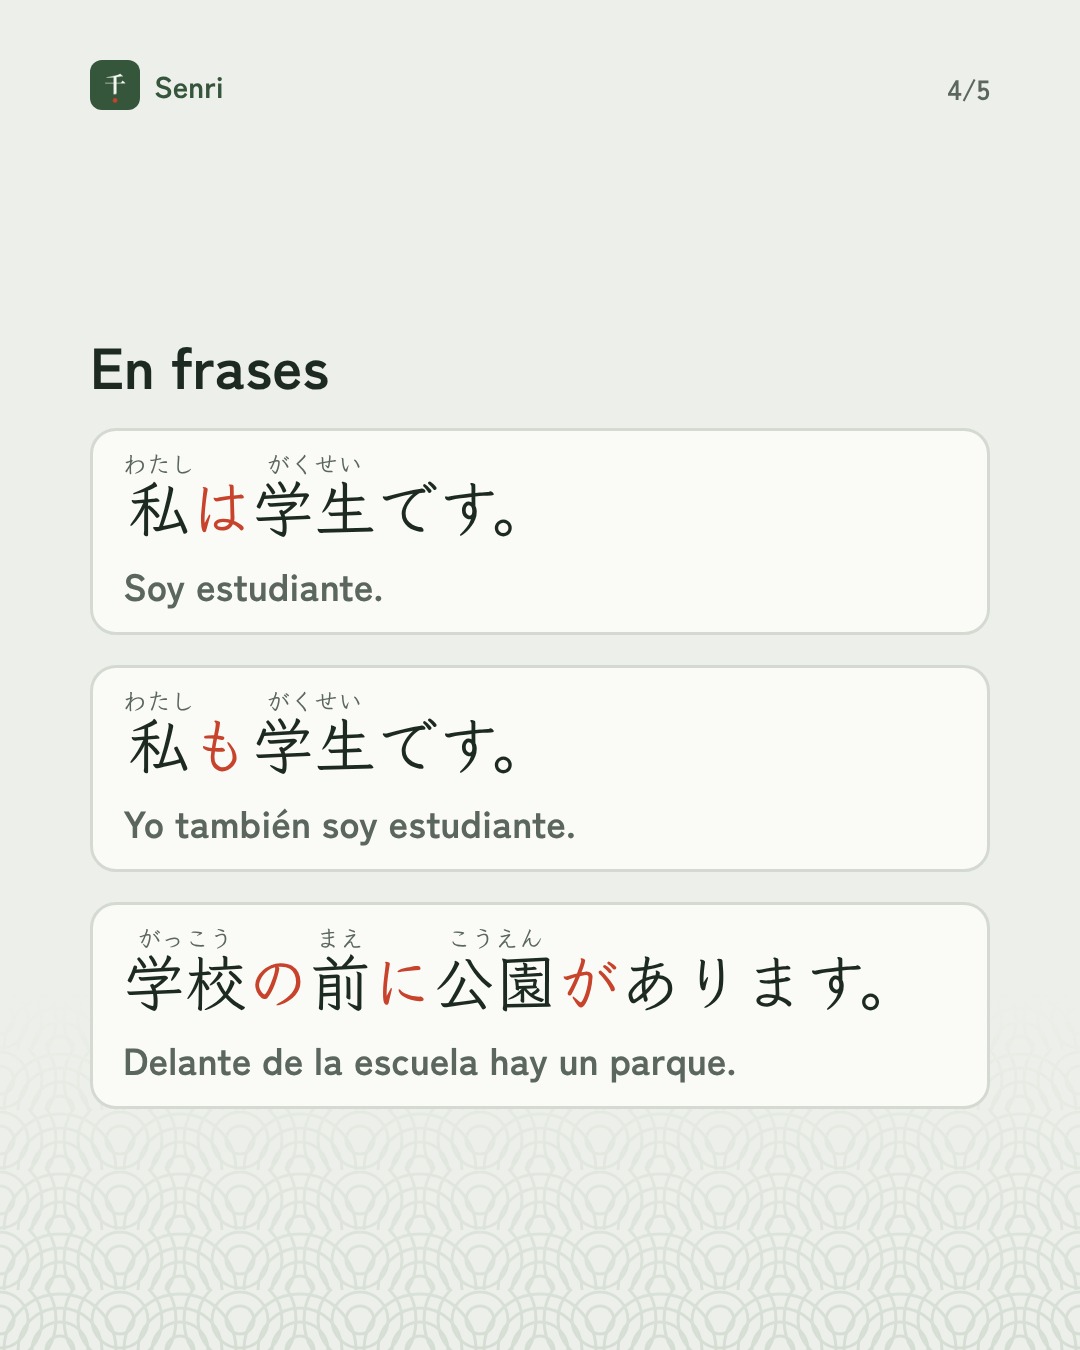 千 Senri
4/5
En frases
わたし がくせい
私は学生です。
Soy estudiante.
わたし がくせい
私も学生です。
Yo también soy estudiante.
がっこう まえ こうえん
学校の前に公園があります。
Delante de la escuela hay un parque.